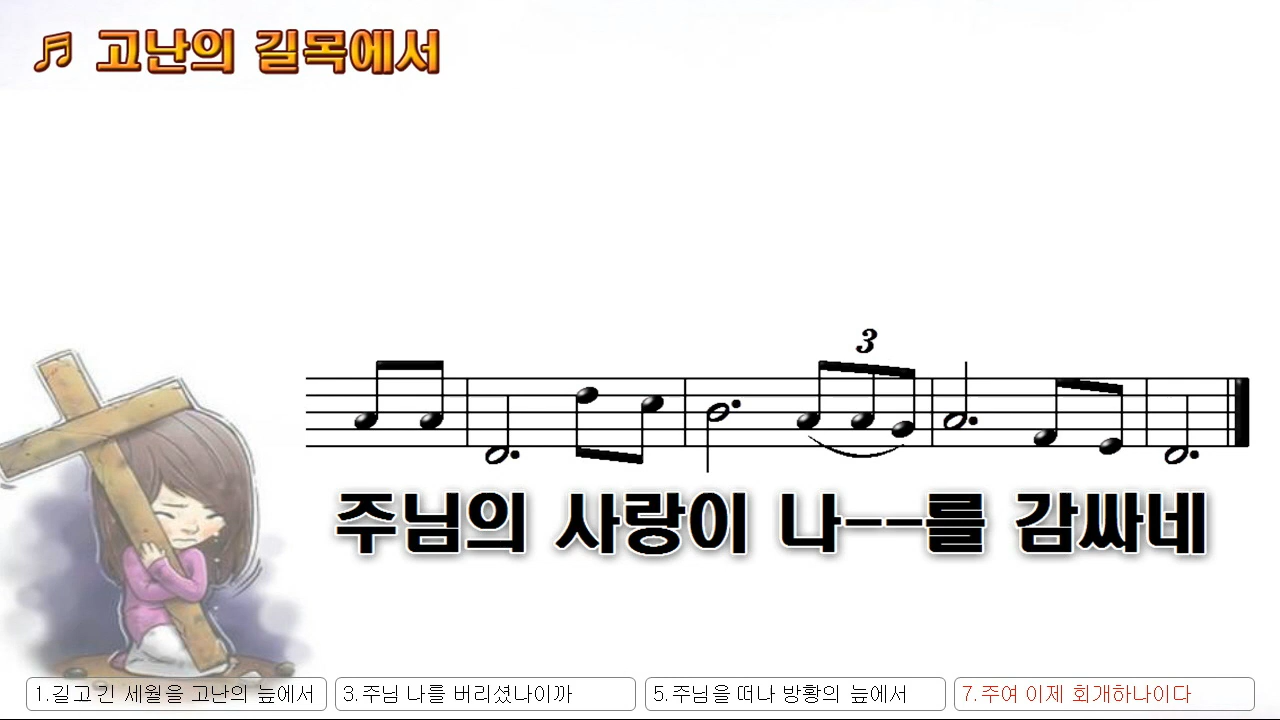 ♬ 고난의 길목에서
3
주님의 사랑이 나--를 감싸네
1.길고 긴 세월을 고난의 늪에서
3.주님 나를 버리셨나이까
5.주님을 떠나 방황의 늪에서
7.주여 이제 회개하나이다